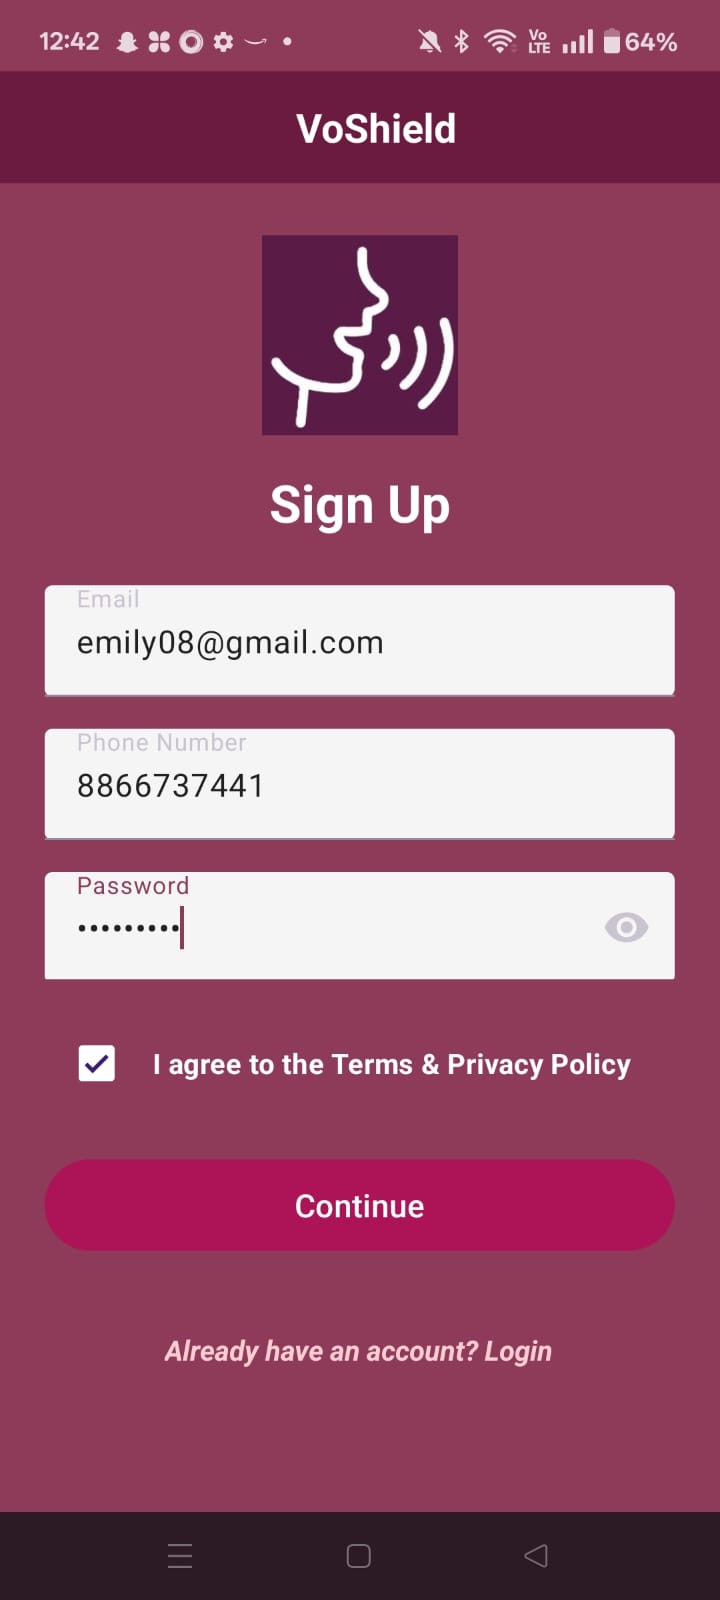 12:42 Vo LTE 64%
VoShield
Sign Up
Email
emily08@gmail.com
Phone Number
8866737441
Password
•••••••••
I agree to the Terms & Privacy Policy
Continue
Already have an account? Login